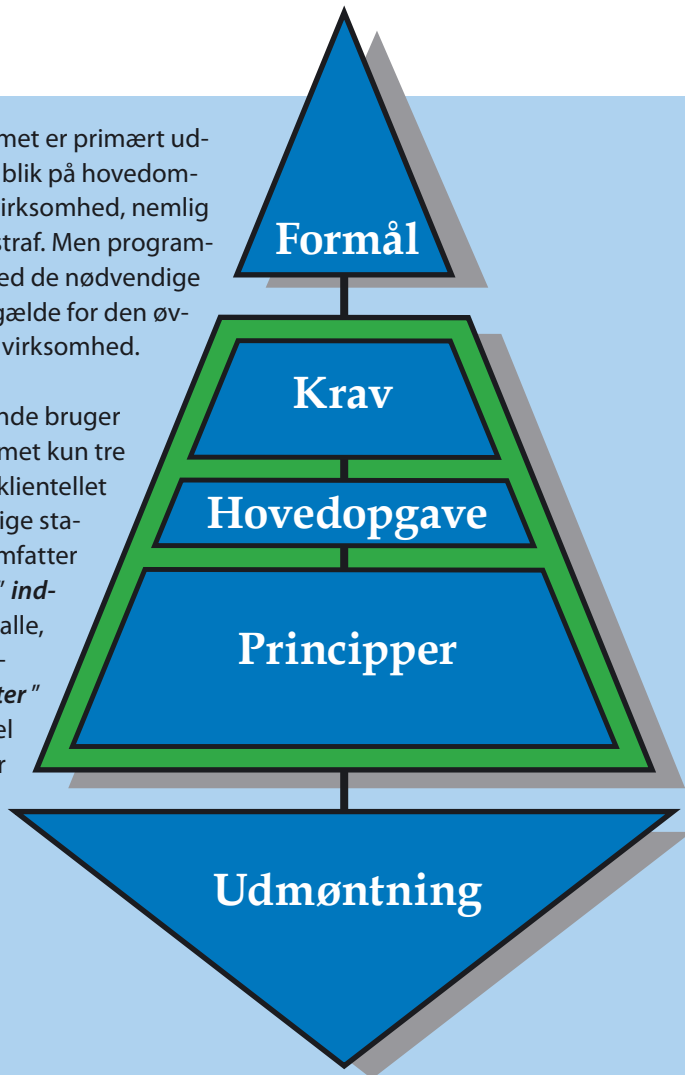 met er primært ud-
blik på hovedom-
virksomhed, nemlig
straf. Men program-
ed de nødvendige
gælde for den øv-
virksomhed.
nde bruger
met kun tre
klientellet
ige sta-
mfatter
" ind-
alle,
-
ter "
el
r
Formål
Krav
Hovedopgave
Principper
Udmøntning